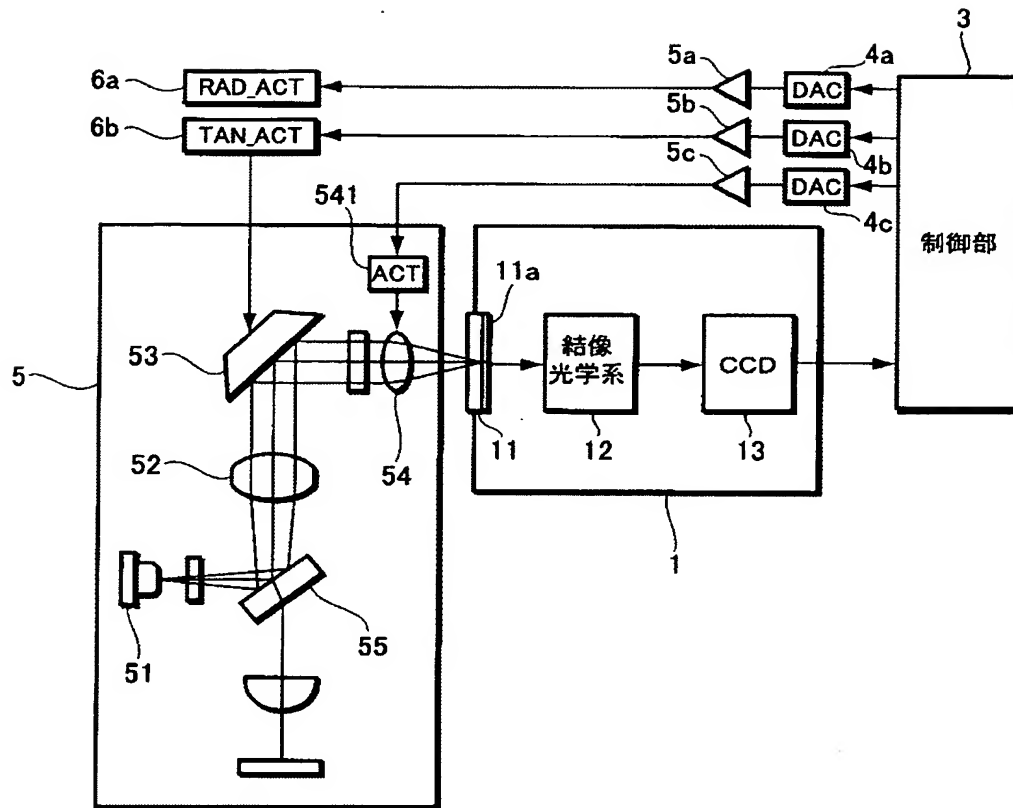 3
5a
4a
6a
RAD_ACT
DAC
5b
6b
TAN_ACT
DAC
4b
5c
DAC
4c
541
ACT
制御部
11a
53
5
結像
光学系
CCD
54
11
12
13
52
1
51
55